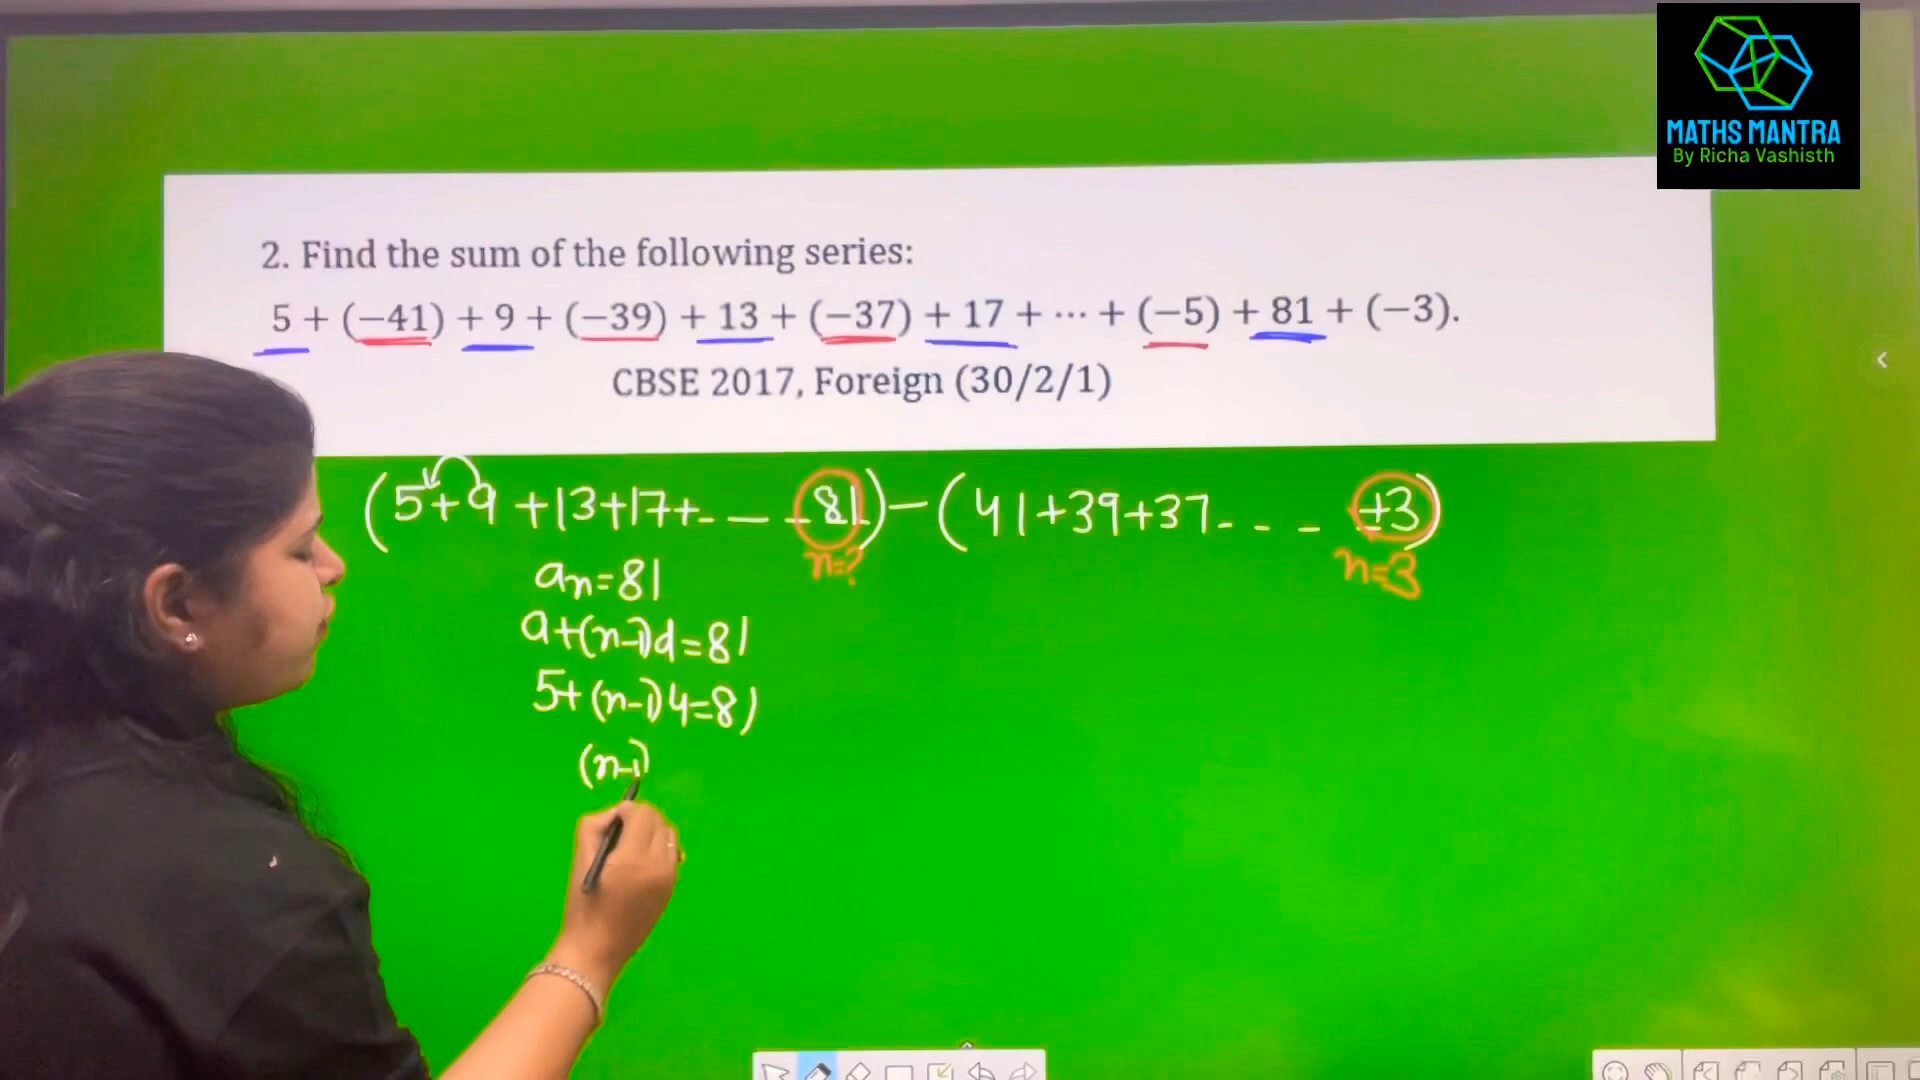 MATHS MANTRA
By Richa Vashisth
2. Find the sum of the following series:
5 + (−41) + 9 + (−39) + 13 + (−37) + 17 + ··· + (−5) + 81 + (−3).
CBSE 2017, Foreign (30/2/1)
(5+9+13+17+- — - 81)-(41+39+37- - - +3)
n=? n=3
an=81
a+(n-1)d=81
5+(n-1)4=81
(n-1)